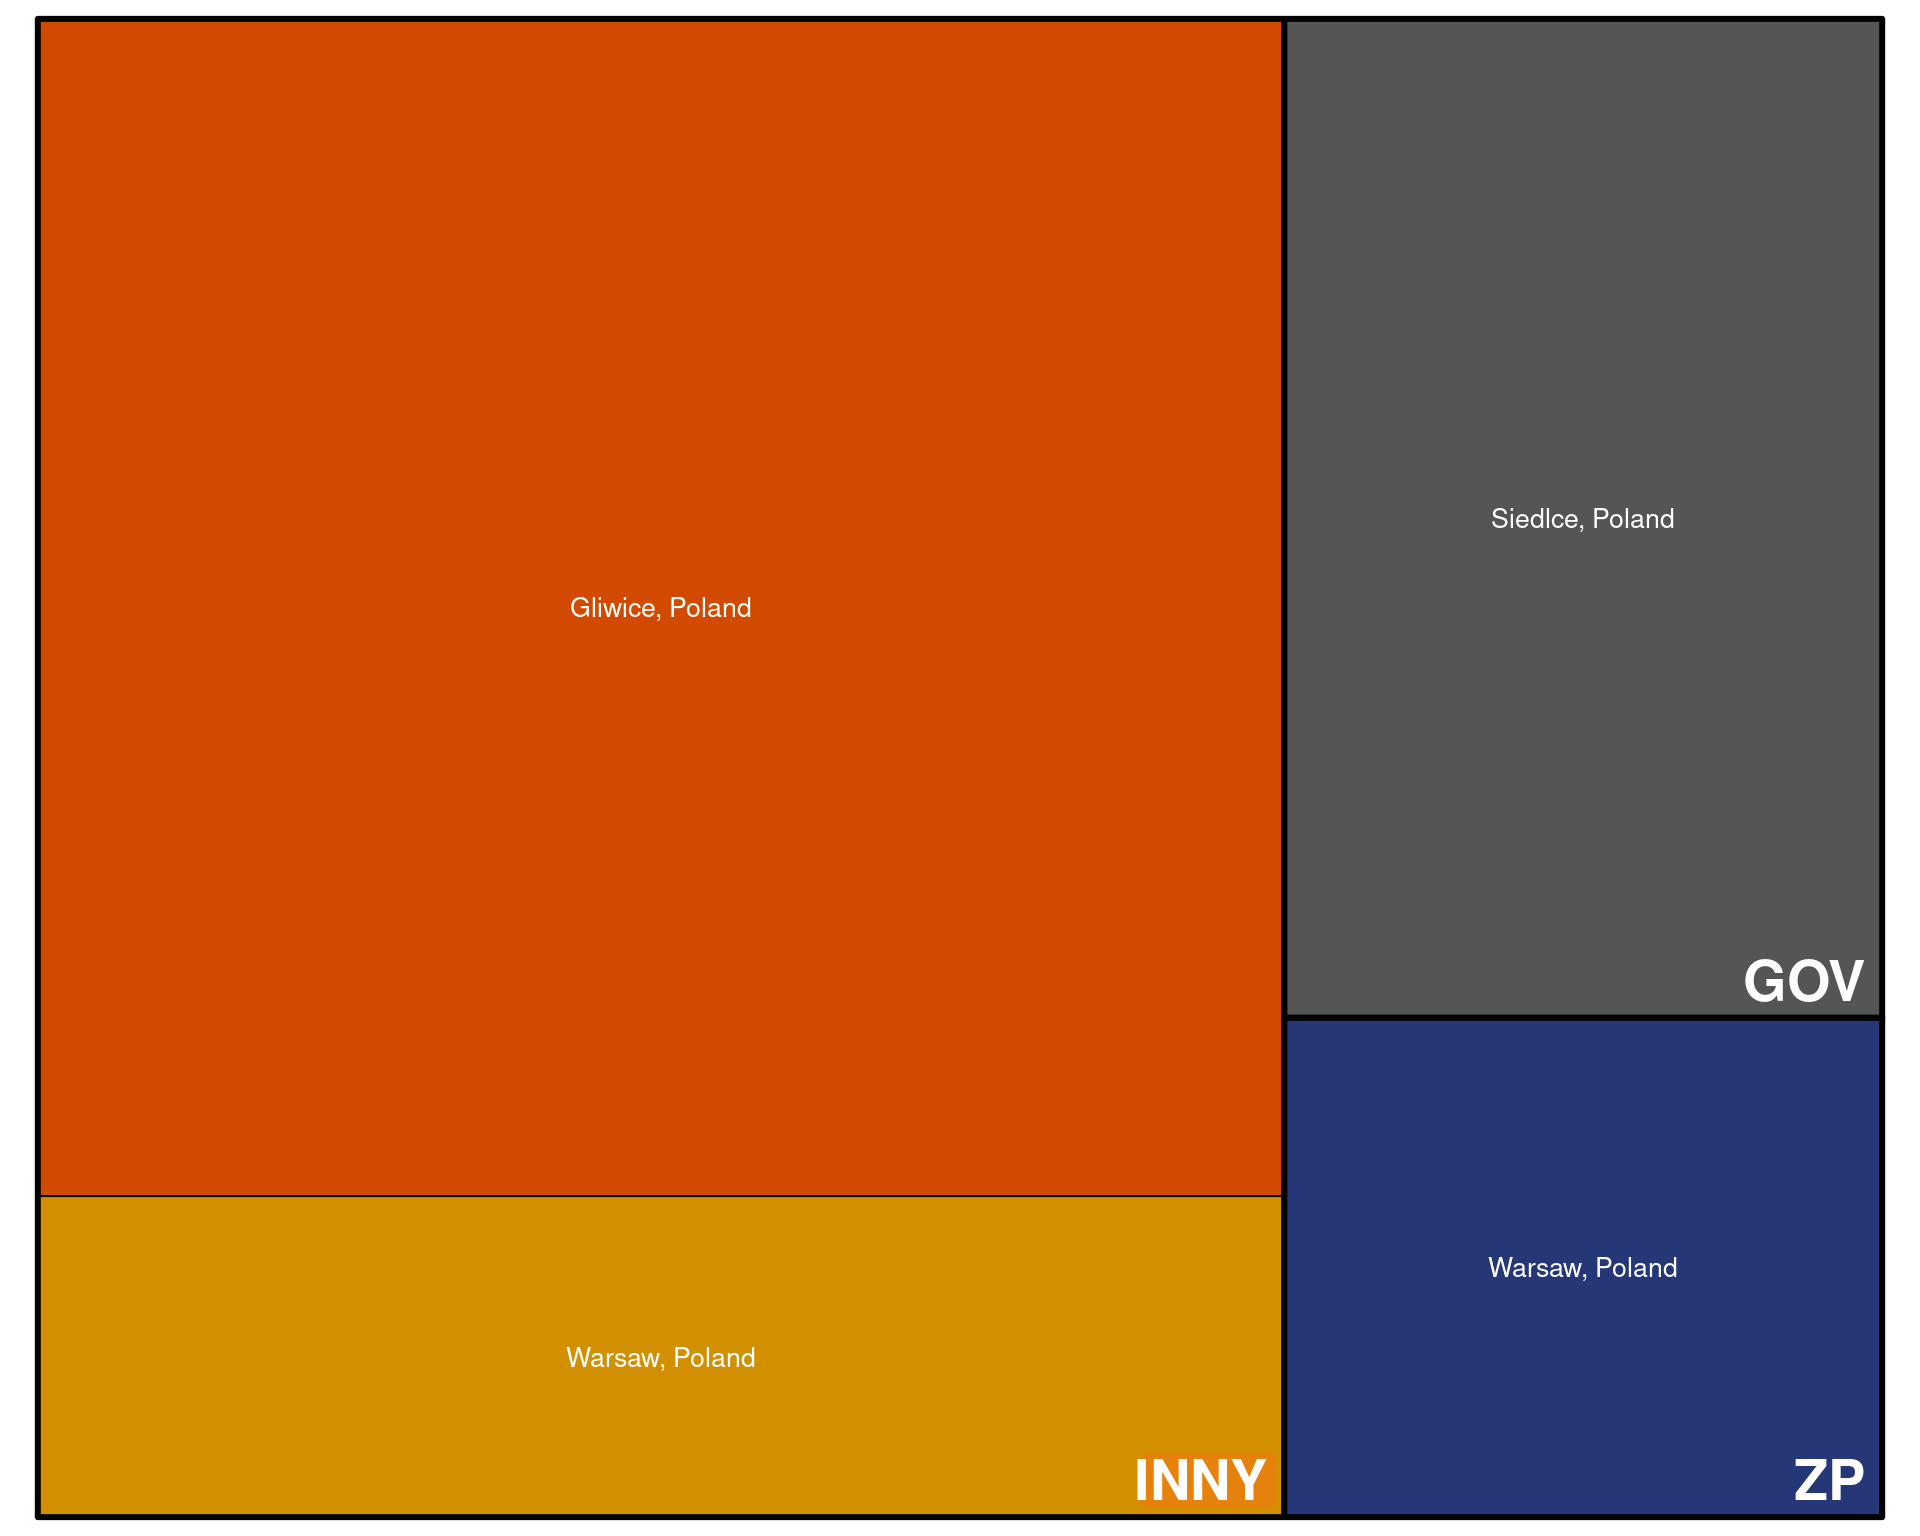 Gliwice, Poland
Warsaw, Poland
INNY
Siedlce, Poland
GOV
Warsaw, Poland
ZP